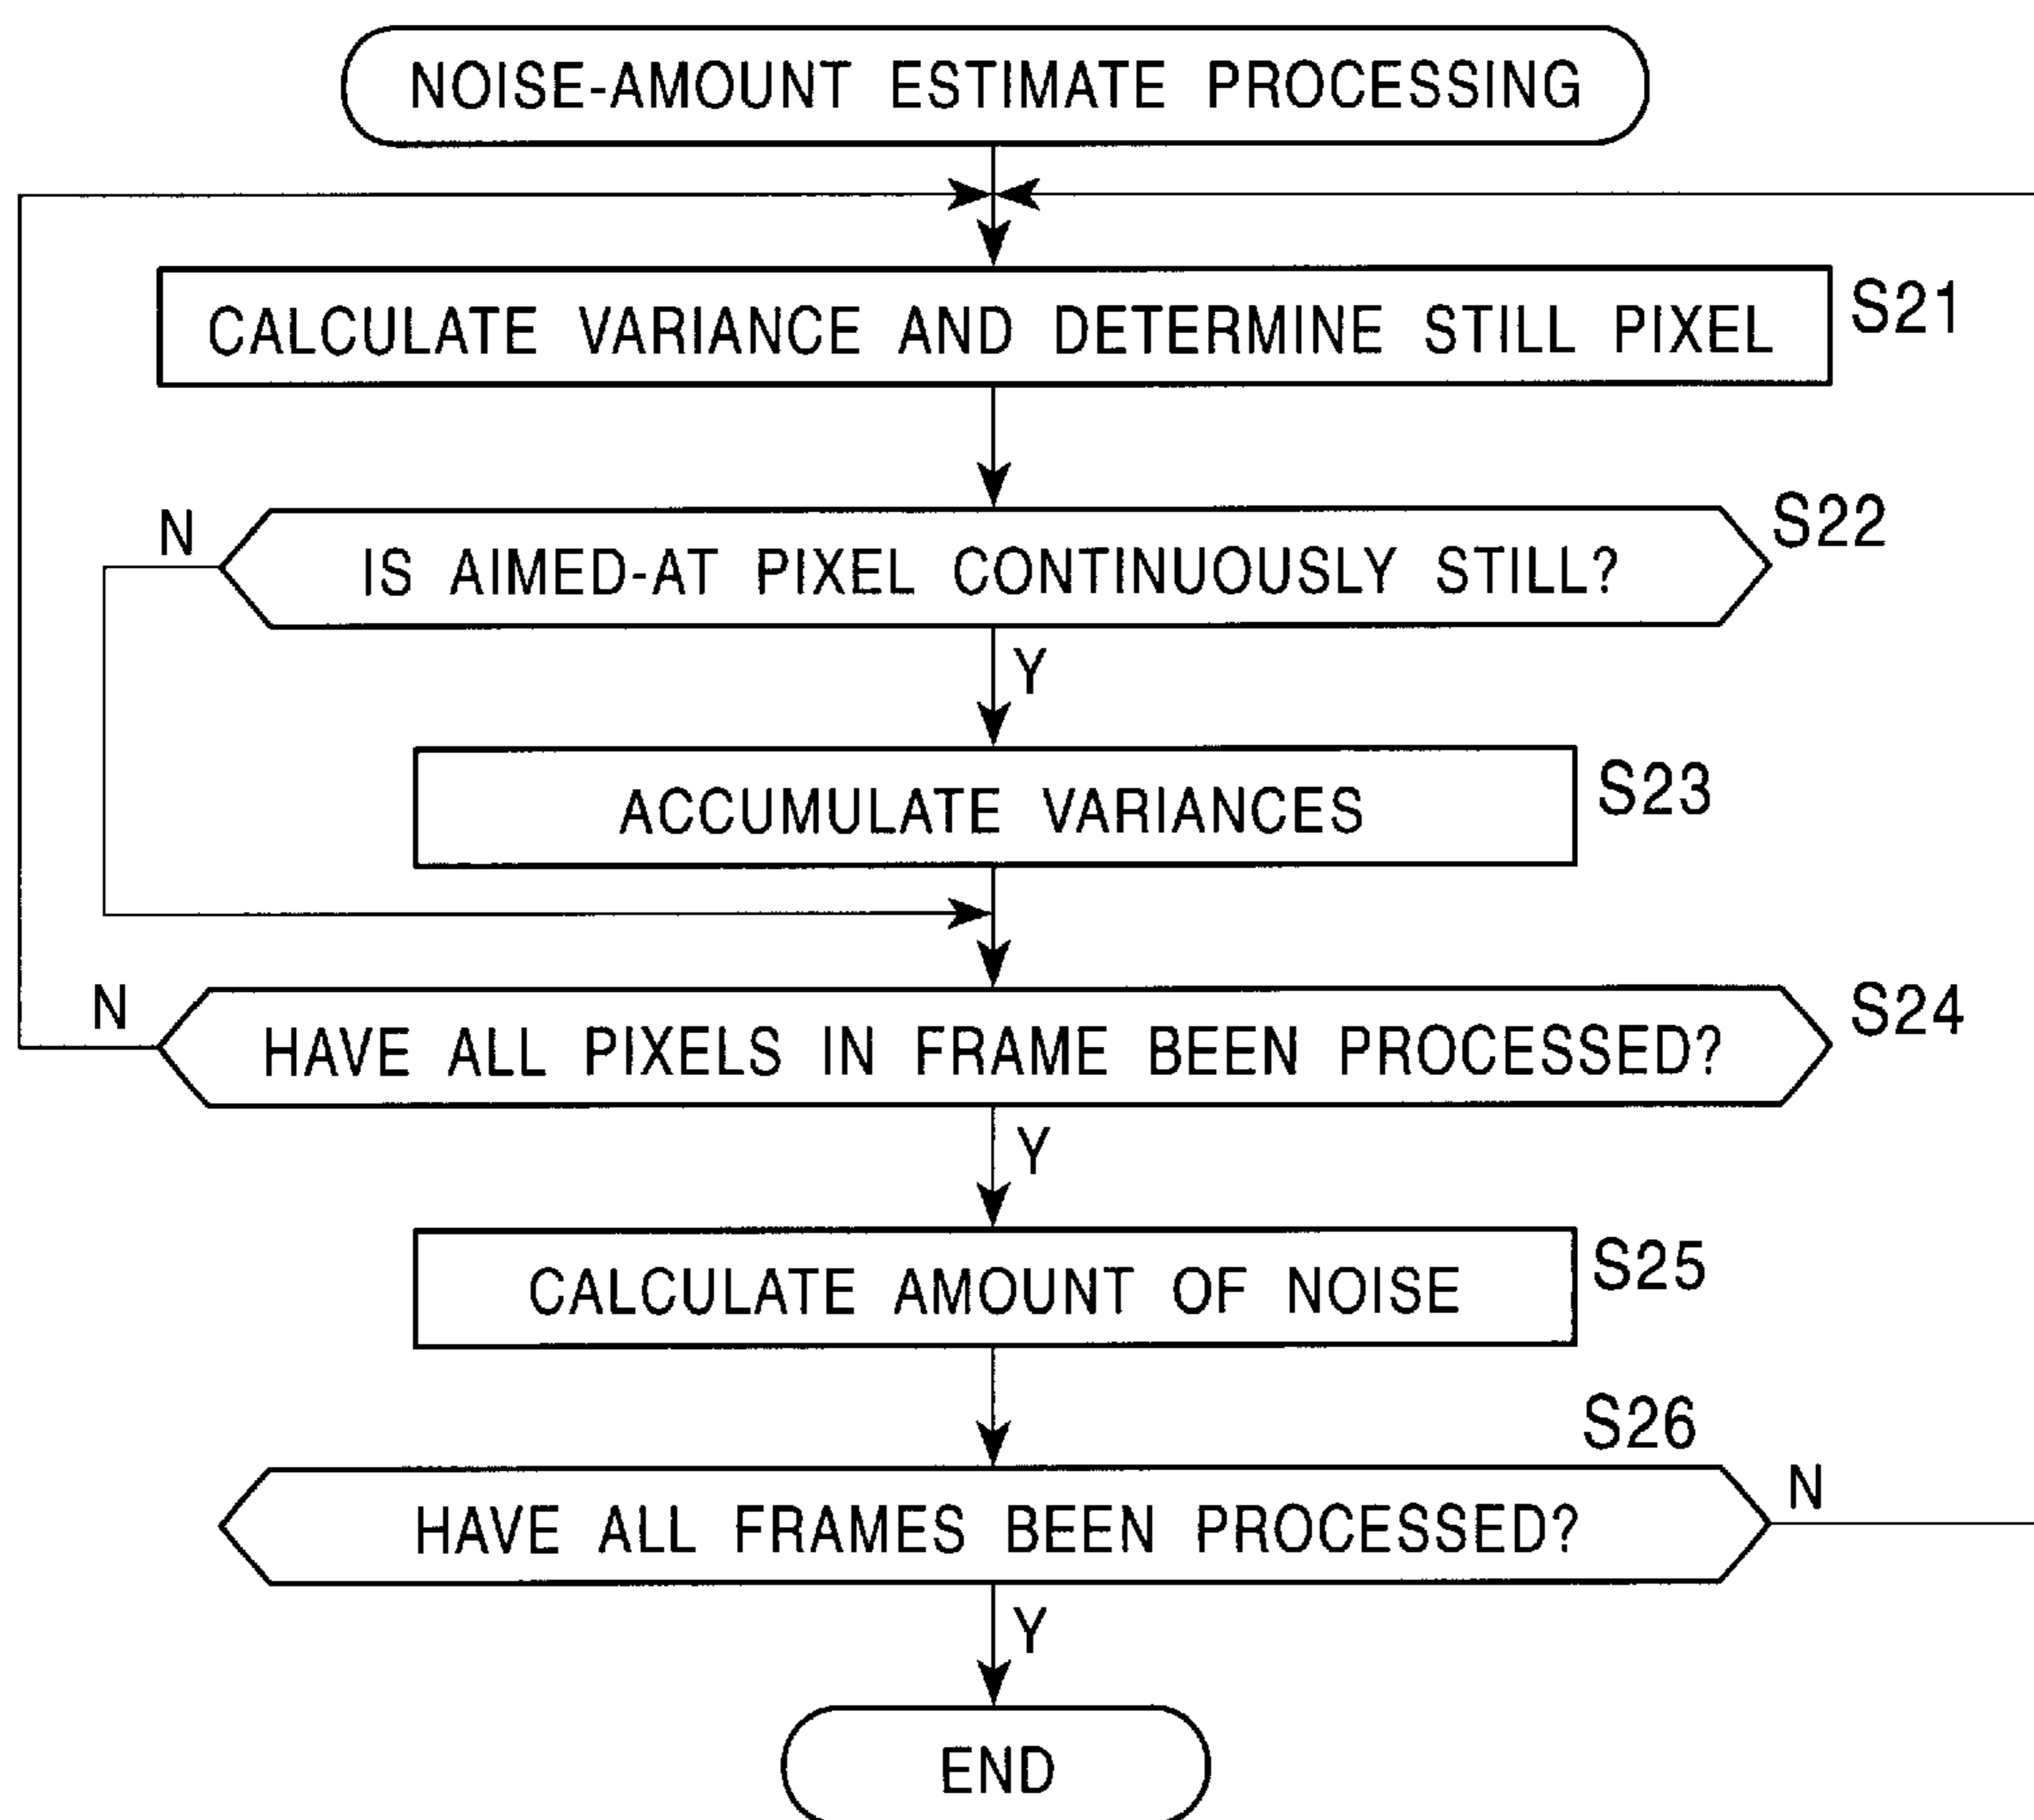 NOISE-AMOUNT ESTIMATE PROCESSING
CALCULATE VARIANCE AND DETERMINE STILL PIXEL S21
N IS AIMED-AT PIXEL CONTINUOUSLY STILL? S22
Y
ACCUMULATE VARIANCES S23
N HAVE ALL PIXELS IN FRAME BEEN PROCESSED? S24
Y
CALCULATE AMOUNT OF NOISE S25
S26
HAVE ALL FRAMES BEEN PROCESSED? N
Y
END